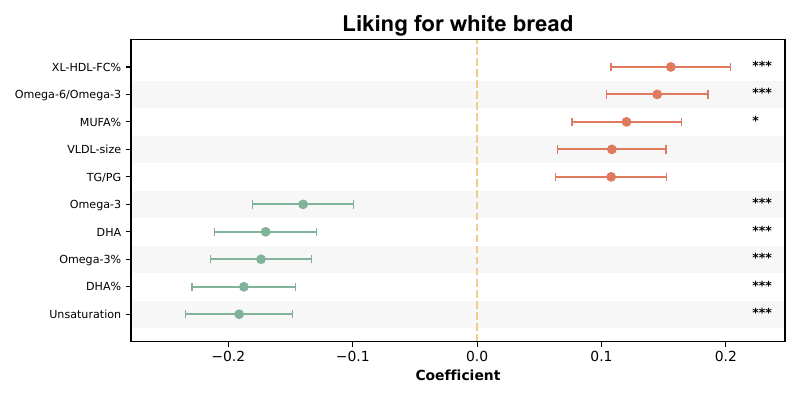 Liking for white bread
XL-HDL-FC% ***
Omega-6/Omega-3 ***
MUFA% *
VLDL-size
TG/PG
Omega-3 ***
DHA ***
Omega-3% ***
DHA% ***
Unsaturation ***
−0.2 −0.1 0.0 0.1 0.2
Coefficient